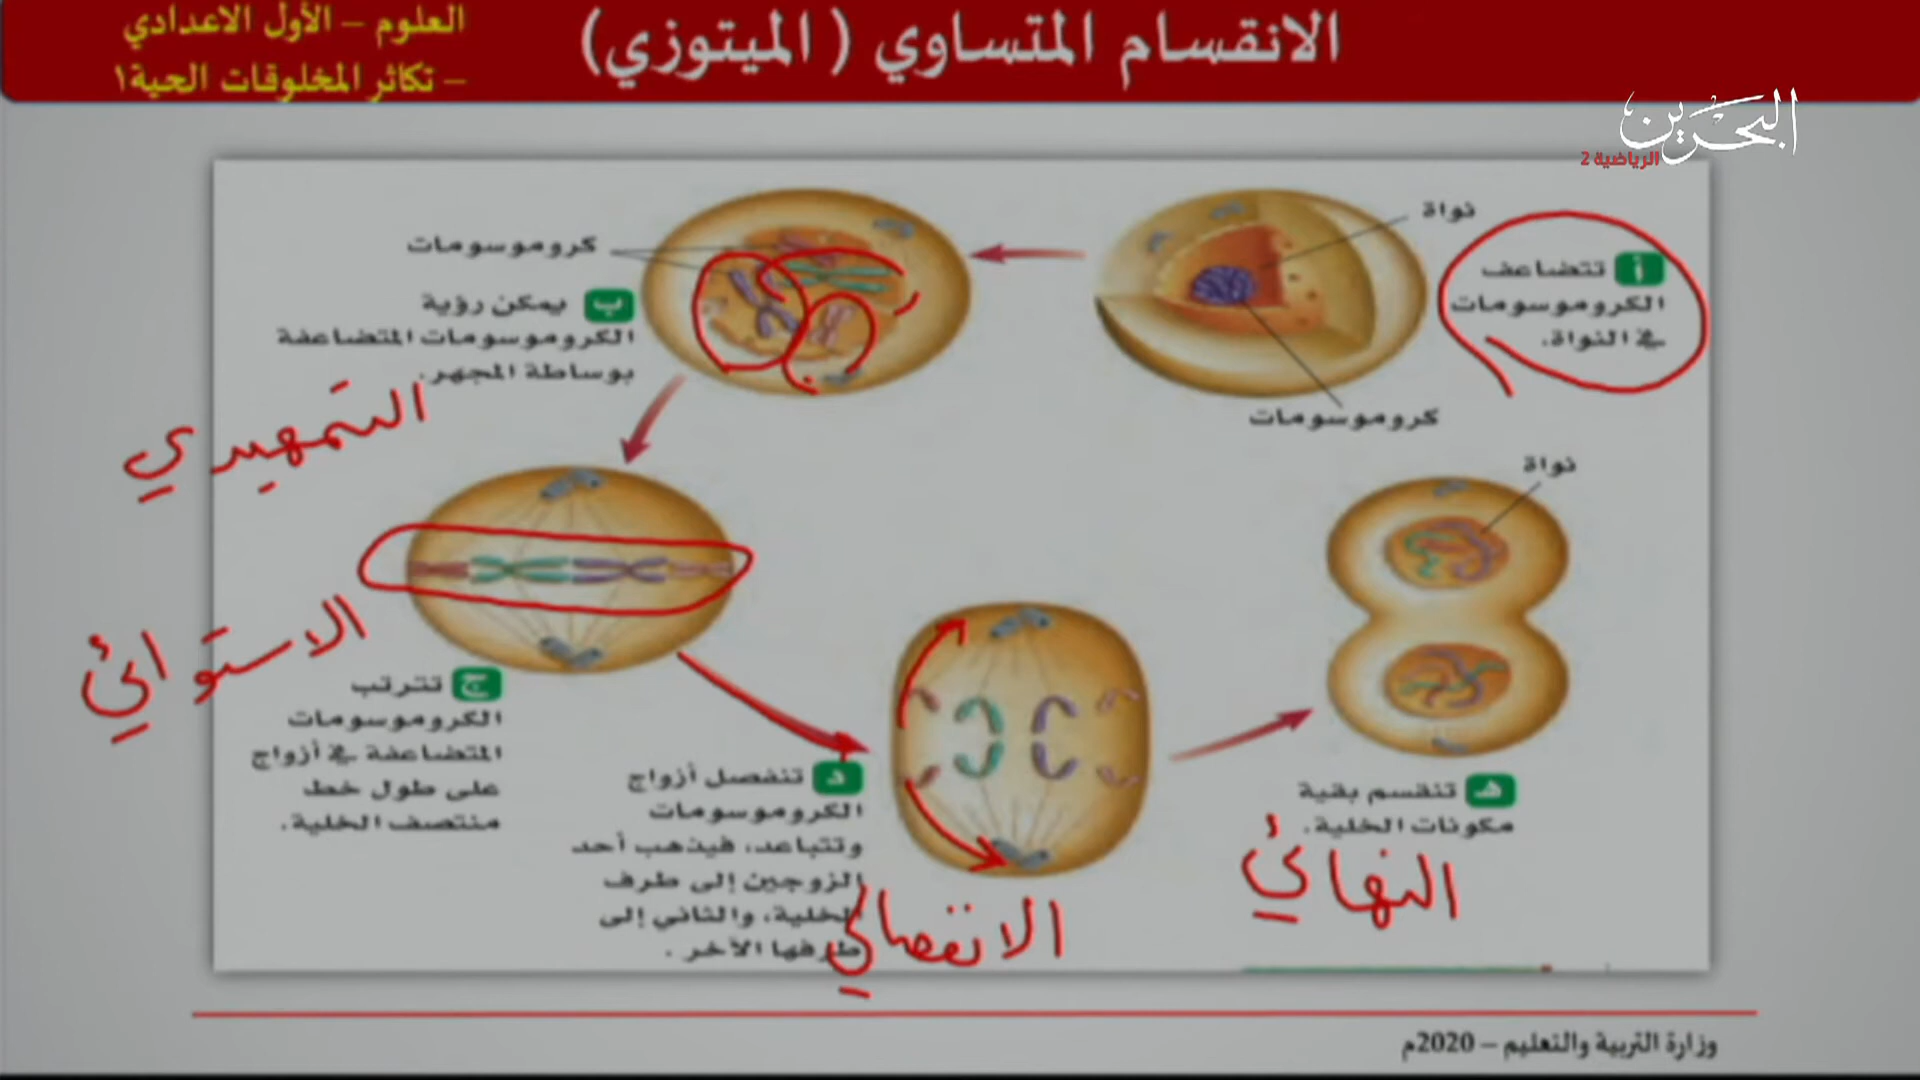 الانقسام المتساوي ( الميتوزي)
العلوم – الأول الاعدادي
– تكاثر المخلوقات الحية١
البحرين
الرياضية 2
نواة
أ تتضاعف
الكروموسومات
في النواة.
كروموسومات
كروموسومات
ب يمكن رؤية
الكروموسومات المتضاعفة
بوساطة المجهر.
التمهيدي
الاستوائي
ج تترتب
الكروموسومات
المتضاعفة في أزواج
على طول خط
منتصف الخلية.
د تنفصل أزواج
الكروموسومات
وتتباعد، فيذهب أحد
الزوجين إلى طرف
الخلية، والثاني إلى
طرفها الآخر.
الانفصالي
نواة
هـ تنقسم بقية
مكونات الخلية.
النهائي
وزارة التربية والتعليم – 2020م